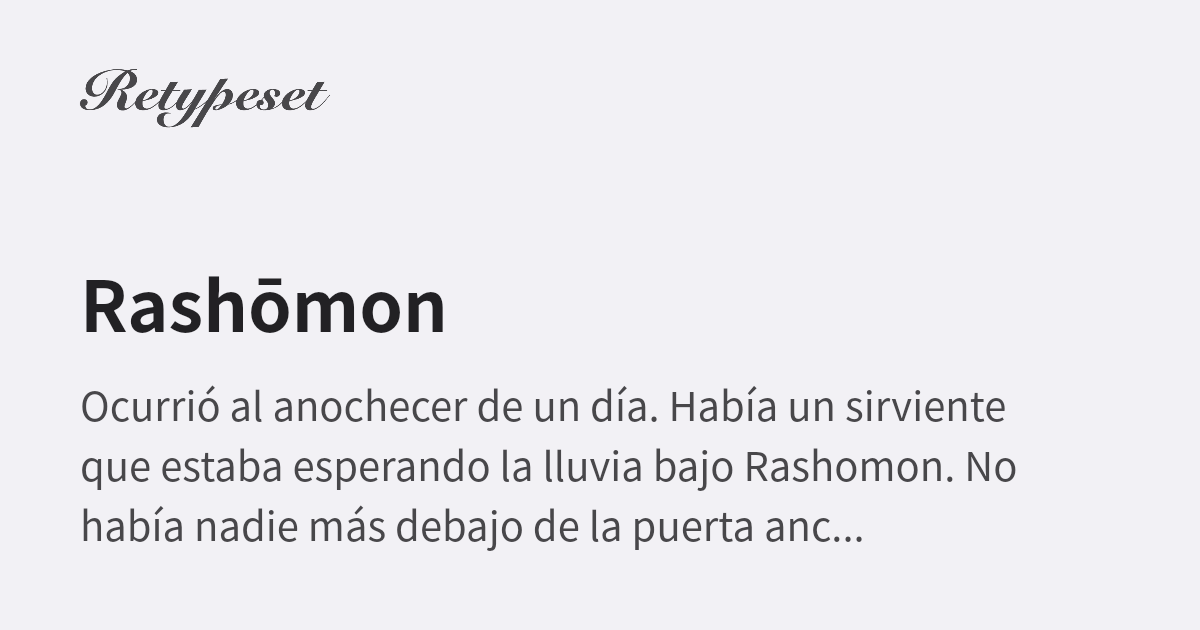 Retypeset
Rashōmon
Ocurrió al anochecer de un día. Había un sirviente
que estaba esperando la lluvia bajo Rashomon. No
había nadie más debajo de la puerta anc...